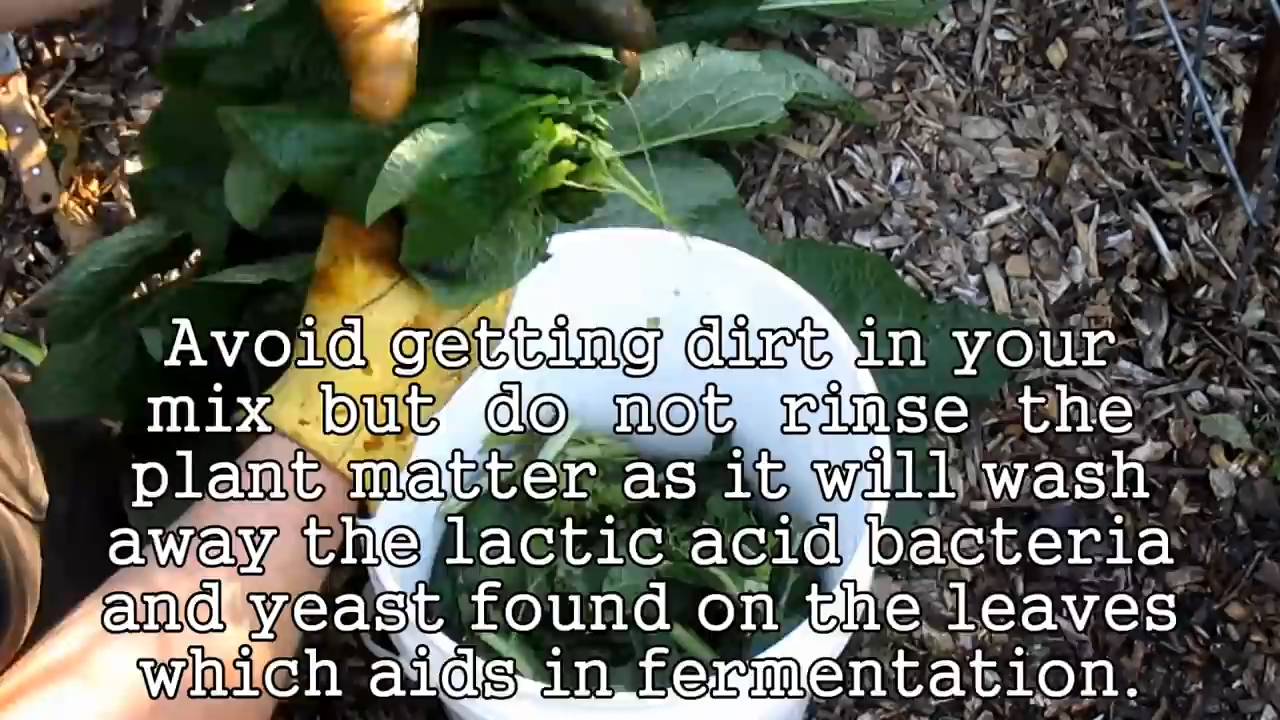 Avoid getting dirt in your
mix but do not rinse the
plant matter as it will wash
away the lactic acid bacteria
and yeast found on the leaves
which aids in fermentation.